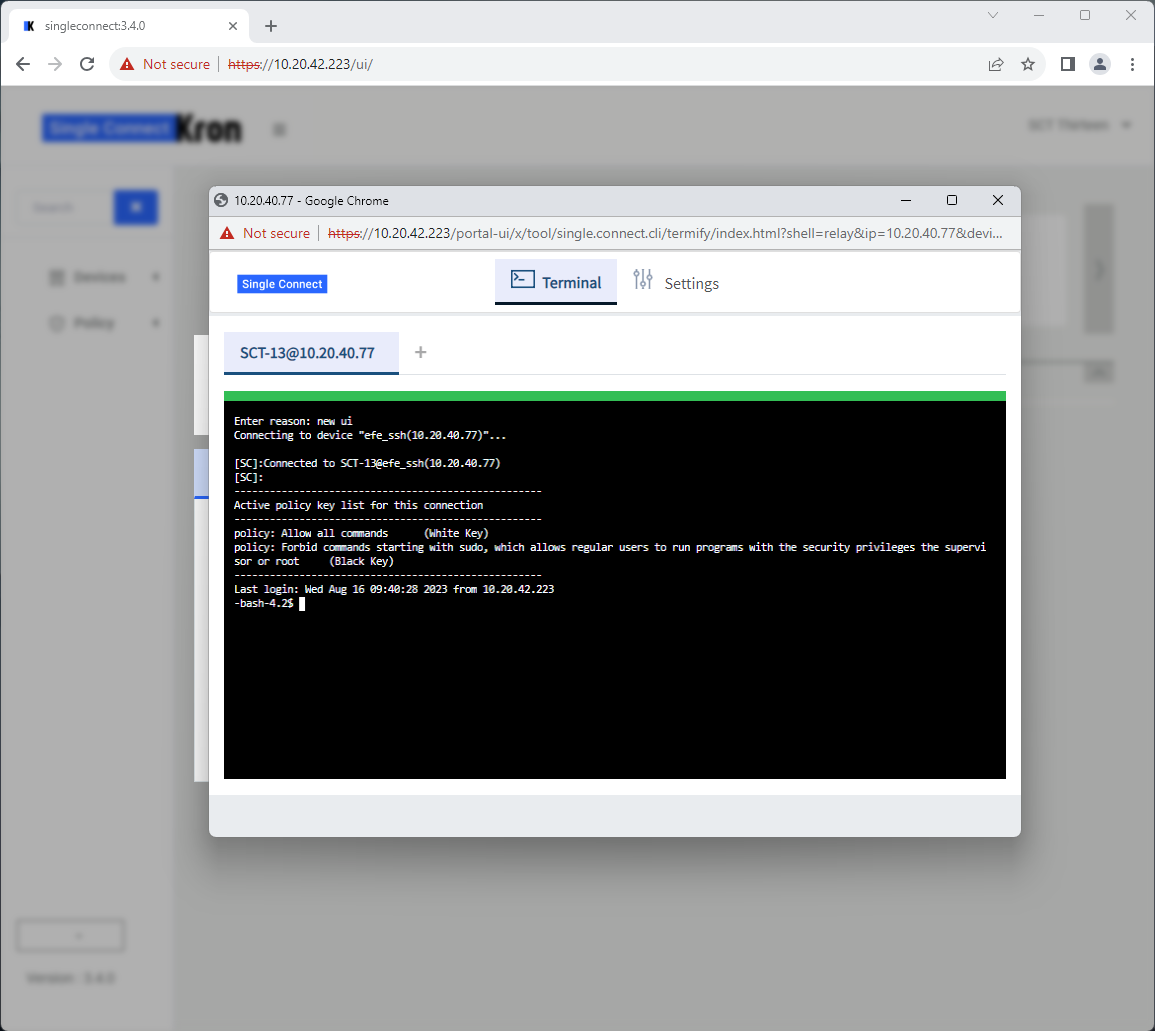 singleconnect:3.4.0
Not secure https://10.20.42.223/ui/
Single Connect Kron
SCT Thirteen
Search
Devices
Policy
10.20.40.77 - Google Chrome
Not secure https://10.20.42.223/portal-ui/x/tool/single.connect.cli/termify/index.html?shell=relay&ip=10.20.40.77&devi...
Single Connect
Terminal
Settings
SCT-13@10.20.40.77 +
Enter reason: new ui
Connecting to device "efe_ssh(10.20.40.77)"...
[SC]:Connected to SCT-13@efe_ssh(10.20.40.77)
[SC]:
----------------------------------------------------
Active policy key list for this connection
----------------------------------------------------
policy: Allow all commands      (White Key)
policy: Forbid commands starting with sudo, which allows regular users to run programs with the security privileges the supervi
sor or root     (Black Key)
----------------------------------------------------
Last login: Wed Aug 16 09:40:28 2023 from 10.20.42.223
-bash-4.2$
Version : 3.4.0